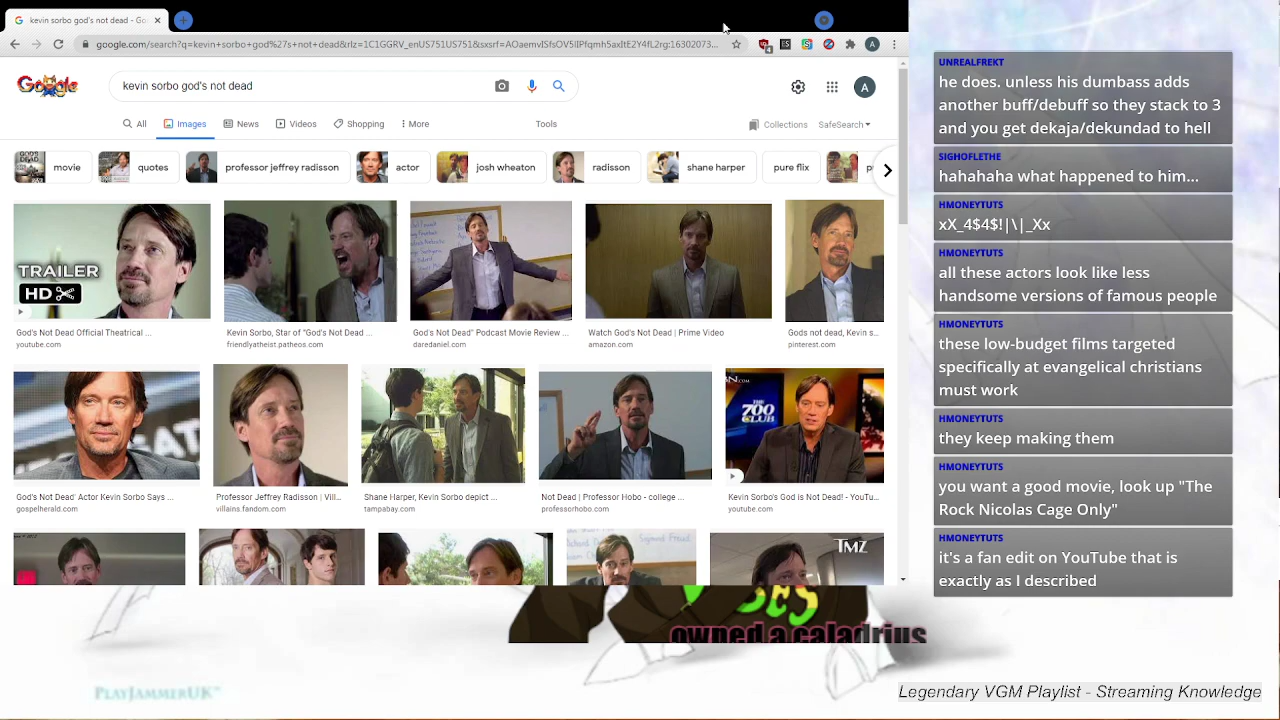 kevin sorbo god's not dead - Go
google.com/search?q=kevin+sorbo+god%27s+not+dead&rlz=1C1GGRV_enUS751US751&sxsrf=AOaemvISfsOV5lIPfqmh5axItE2Y4fL2rg:16302073...
4
A
Google
kevin sorbo god's not dead
A
All
Images
News
Videos
Shopping
More
Tools
Collections
SafeSearch
movie
quotes
professor jeffrey radisson
actor
josh wheaton
radisson
shane harper
pure flix
TRAILER
HD
God's Not Dead Official Theatrical ...
youtube.com
Kevin Sorbo, Star of "God's Not Dead ...
friendlyatheist.patheos.com
God's Not Dead" Podcast Movie Review ...
daredaniel.com
Watch God's Not Dead | Prime Video
amazon.com
Gods not dead, Kevin s...
pinterest.com
THE
700
CLUB
God's Not Dead' Actor Kevin Sorbo Says ...
gospelherald.com
Professor Jeffrey Radisson | Vill...
villains.fandom.com
Shane Harper, Kevin Sorbo depict ...
tampabay.com
Not Dead | Professor Hobo - college ...
professorhobo.com
Kevin Sorbo's God is Not Dead! - YouTu...
youtube.com
Sigmund Freud
TMZ
owned a caladrius
PLAYJAMMERUK
UNREALFREKT
he does. unless his dumbass adds
another buff/debuff so they stack to 3
and you get dekaja/dekundad to hell
SIGHOFLETHE
hahahaha what happened to him...
HMONEYTUTS
xX_4$4$!|\|_Xx
HMONEYTUTS
all these actors look like less
handsome versions of famous people
HMONEYTUTS
these low-budget films targeted
specifically at evangelical christians
must work
HMONEYTUTS
they keep making them
HMONEYTUTS
you want a good movie, look up "The
Rock Nicolas Cage Only"
HMONEYTUTS
it's a fan edit on YouTube that is
exactly as I described
Legendary VGM Playlist - Streaming Knowledge